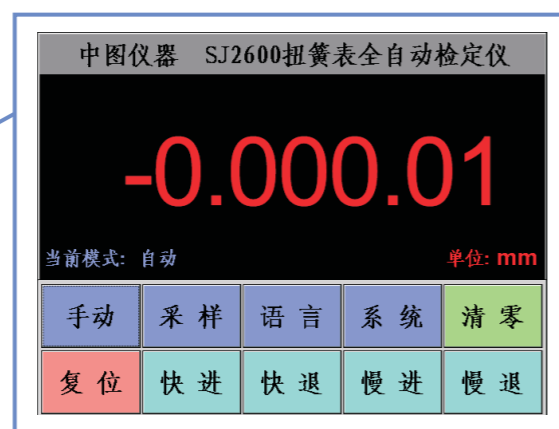 中图仪器 SJ2600扭簧表全自动检定仪
-0.000.01
当前模式: 自动 单位: mm
手动 采样 语言 系统 清零
复位 快进 快退 慢进 慢退